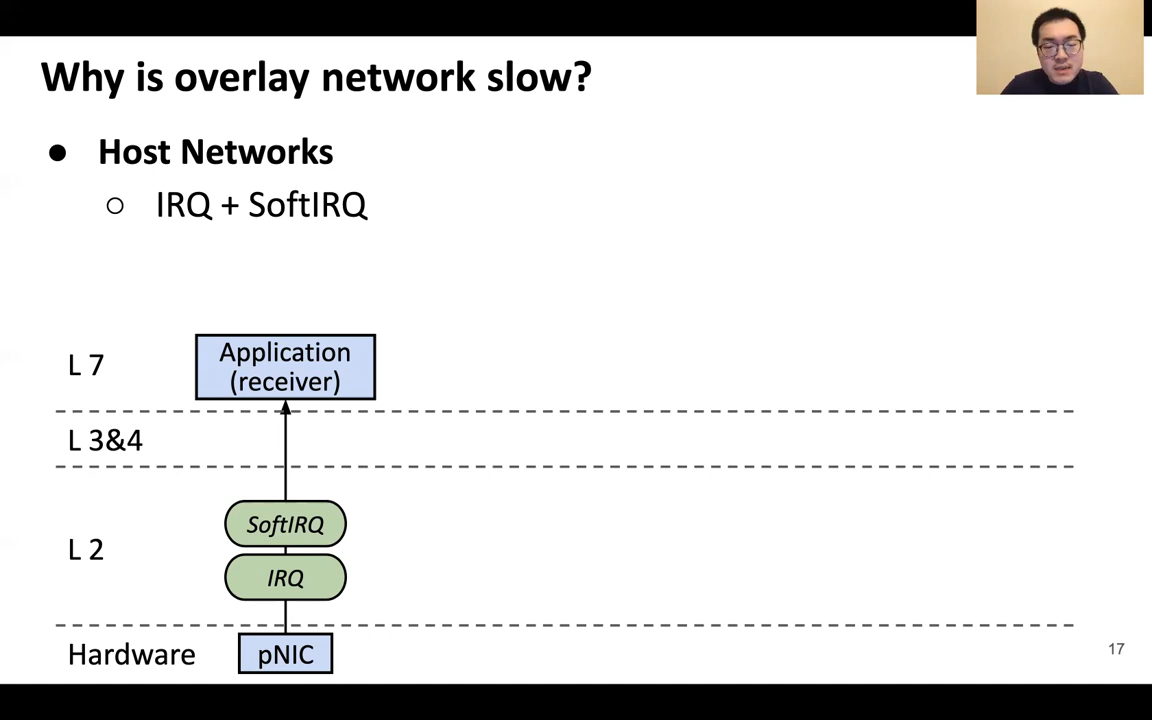 Why is overlay network slow?
● Host Networks
○ IRQ + SoftIRQ
L 7
Application
(receiver)
L 3&4
L 2
SoftIRQ
IRQ
Hardware
pNIC
17